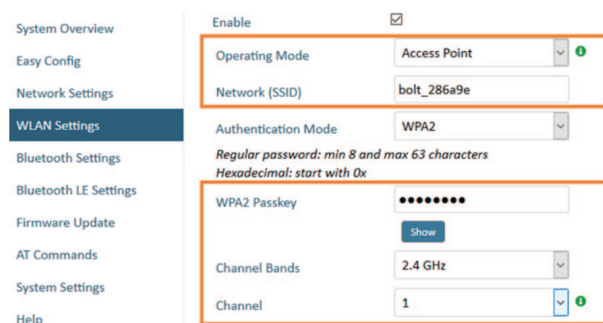 System Overview
Easy Config
Network Settings
WLAN Settings
Bluetooth Settings
Bluetooth LE Settings
Firmware Update
AT Commands
System Settings
Help
Enable
Operating Mode Access Point
Network (SSID) bolt_286a9e
Authentication Mode WPA2
Regular password: min 8 and max 63 characters
Hexadecimal: start with 0x
WPA2 Passkey ●●●●●●●●
Show
Channel Bands 2.4 GHz
Channel 1